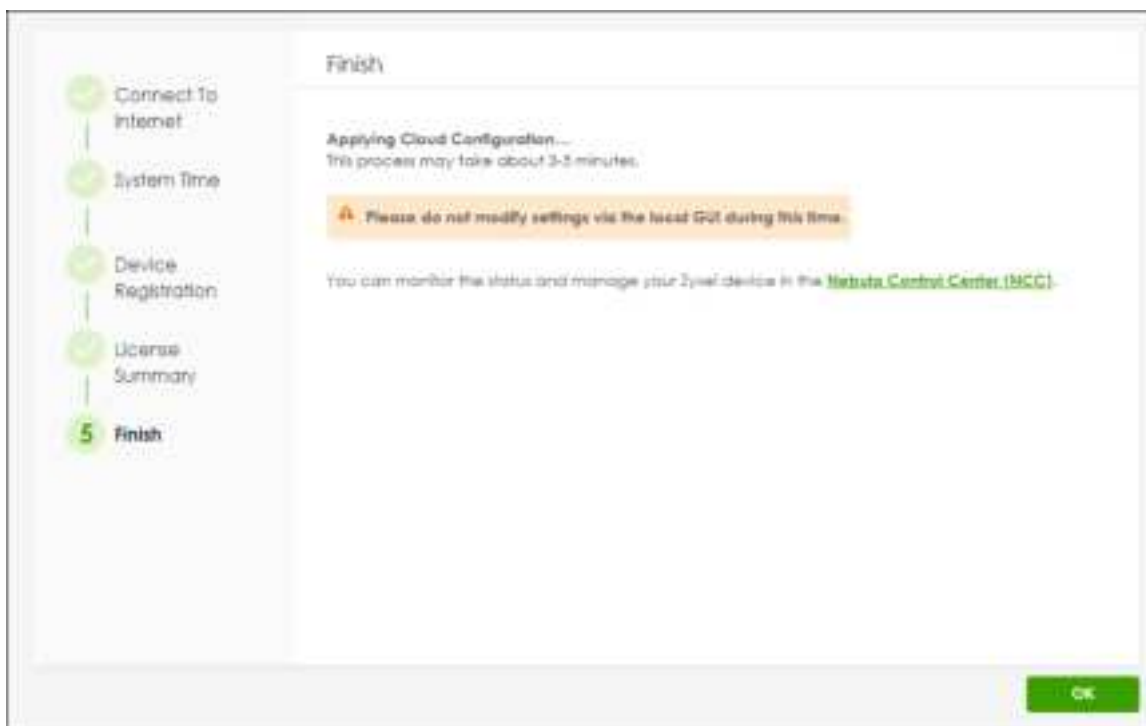 Finish
Connect To
Internet
System Time
Device
Registration
License
Summary
5 Finish
Applying Cloud Configuration...
This process may take about 3-5 minutes.
Please do not modify settings via the local GUI during this time.
You can monitor the status and manage your Zyxel device in the Nebula Control Center (NCC).
OK